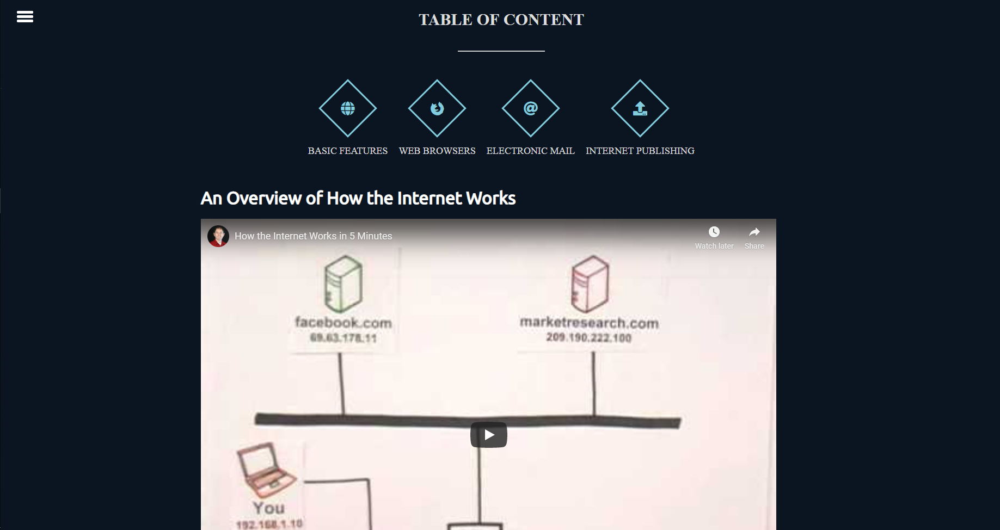 TABLE OF CONTENT
BASIC FEATURES
WEB BROWSERS
ELECTRONIC MAIL
INTERNET PUBLISHING
An Overview of How the Internet Works
How the Internet Works in 5 Minutes
Watch later
Share
facebook.com
69.63.178.11
marketresearch.com
209.190.222.100
You
192.168.1.10